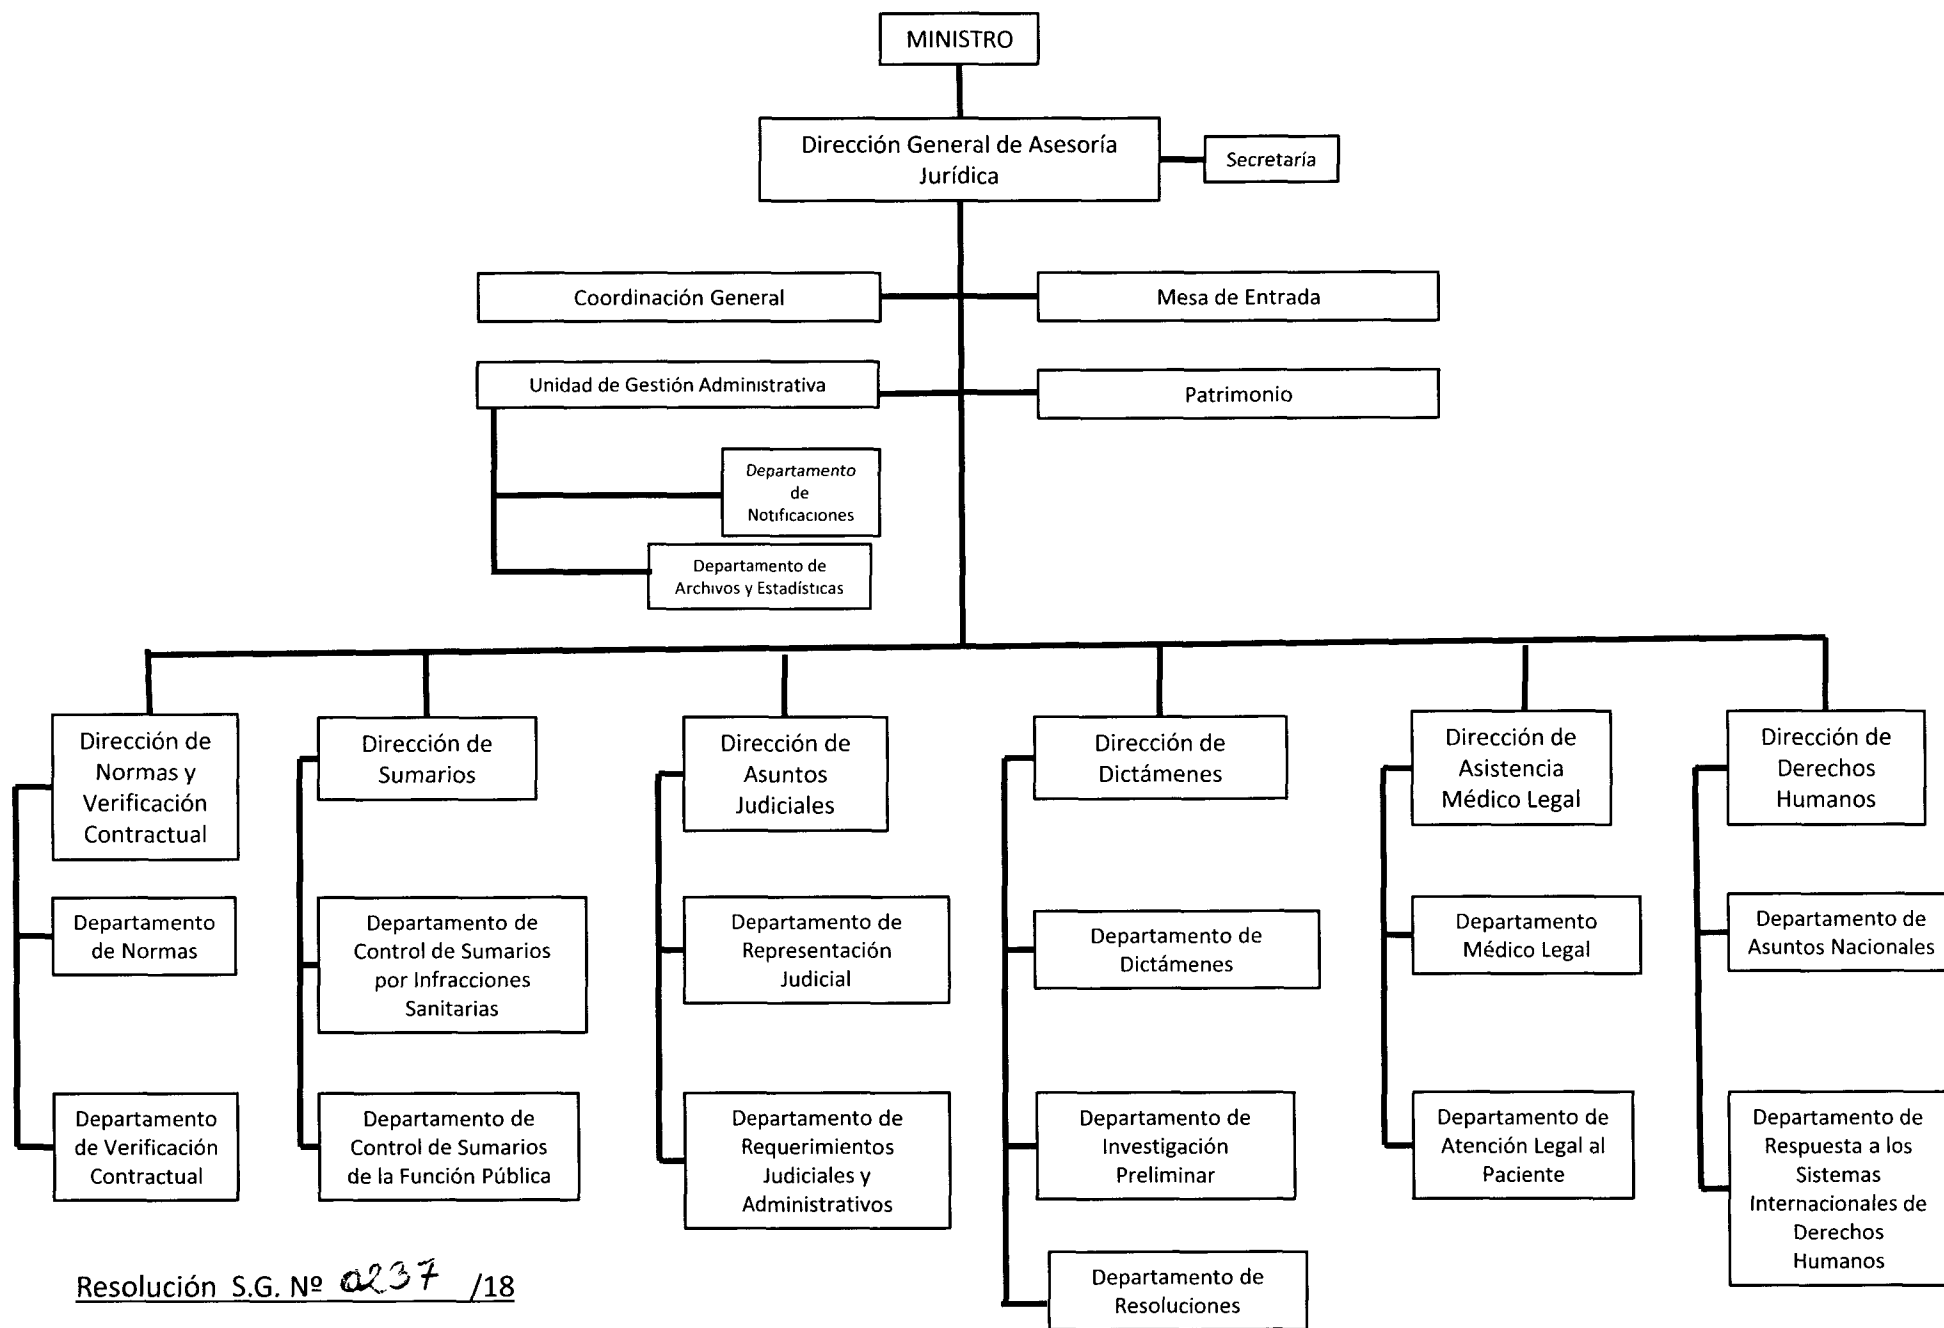 MINISTRO
Dirección General de Asesoría
Jurídica
Secretaría
Coordinación General
Mesa de Entrada
Unidad de Gestión Administrativa
Patrimonio
Departamento
de
Notificaciones
Departamento de
Archivos y Estadísticas
Dirección de
Normas y
Verificación
Contractual
Dirección de
Sumarios
Dirección de
Asuntos
Judiciales
Dirección de
Dictámenes
Dirección de
Asistencia
Médico Legal
Dirección de
Derechos
Humanos
Departamento
de Normas
Departamento de
Control de Sumarios
por Infracciones
Sanitarias
Departamento de
Representación
Judicial
Departamento de
Dictámenes
Departamento
Médico Legal
Departamento de
Asuntos Nacionales
Departamento
de Verificación
Contractual
Departamento de
Control de Sumarios
de la Función Pública
Departamento de
Requerimientos
Judiciales y
Administrativos
Departamento de
Investigación
Preliminar
Departamento de
Atención Legal al
Paciente
Departamento de
Respuesta a los
Sistemas
Internacionales de
Derechos
Humanos
Departamento de
Resoluciones
Resolución S.G. Nº 0237 /18